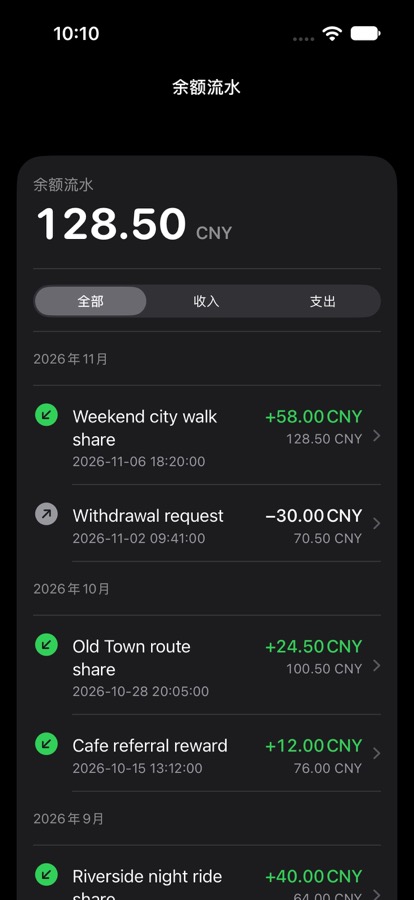 10:10
余额流水
余额流水
128.50 CNY
全部 收入 支出
2026年11月
Weekend city walk +58.00 CNY
share 128.50 CNY
2026-11-06 18:20:00
Withdrawal request −30.00 CNY
2026-11-02 09:41:00 70.50 CNY
2026年10月
Old Town route +24.50 CNY
share 100.50 CNY
2026-10-28 20:05:00
Cafe referral reward +12.00 CNY
2026-10-15 13:12:00 76.00 CNY
2026年9月
Riverside night ride +40.00 CNY
share 64.00 CNY